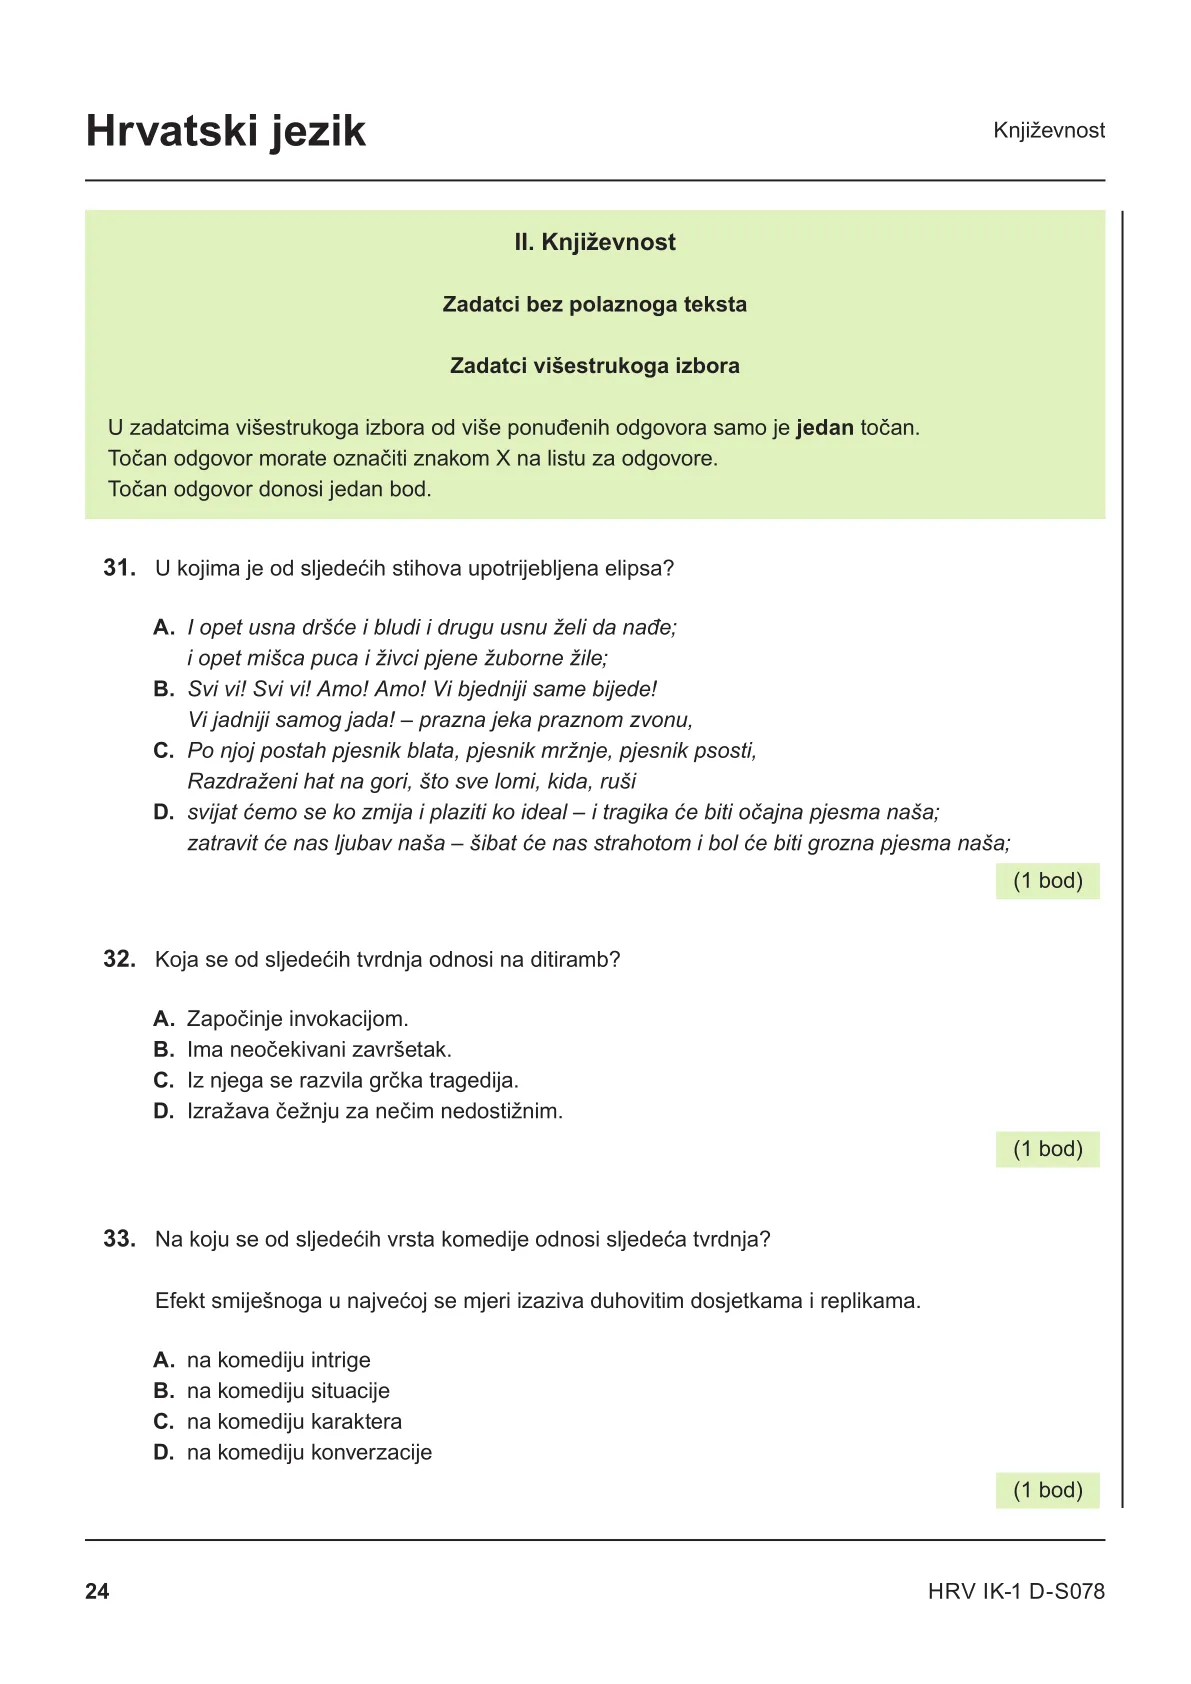 Hrvatski jezik
Književnost
II. Književnost
Zadatci bez polaznoga teksta
Zadatci višestrukoga izbora
U zadatcima višestrukoga izbora od više ponuđenih odgovora samo je jedan točan.
Točan odgovor morate označiti znakom X na listu za odgovore.
Točan odgovor donosi jedan bod.
31. U kojima je od sljedećih stihova upotrijebljena elipsa?
A. I opet usna dršće i bludi i drugu usnu želi da nađe;
i opet mišca puca i živci pjene žuborne žile;
B. Svi vi! Svi vi! Amo! Amo! Vi bjedniji same bijede!
Vi jadniji samog jada! – prazna jeka praznom zvonu,
C. Po njoj postah pjesnik blata, pjesnik mržnje, pjesnik psosti,
Razdraženi hat na gori, što sve lomi, kida, ruši
D. svijat ćemo se ko zmija i plaziti ko ideal – i tragika će biti očajna pjesma naša;
zatravit će nas ljubav naša – šibat će nas strahotom i bol će biti grozna pjesma naša;
(1 bod)
32. Koja se od sljedećih tvrdnja odnosi na ditiramb?
A. Započinje invokacijom.
B. Ima neočekivani završetak.
C. Iz njega se razvila grčka tragedija.
D. Izražava čežnju za nečim nedostižnim.
(1 bod)
33. Na koju se od sljedećih vrsta komedije odnosi sljedeća tvrdnja?
Efekt smiješnoga u najvećoj se mjeri izaziva duhovitim dosjetkama i replikama.
A. na komediju intrige
B. na komediju situacije
C. na komediju karaktera
D. na komediju konverzacije
(1 bod)
24
HRV IK-1 D-S078